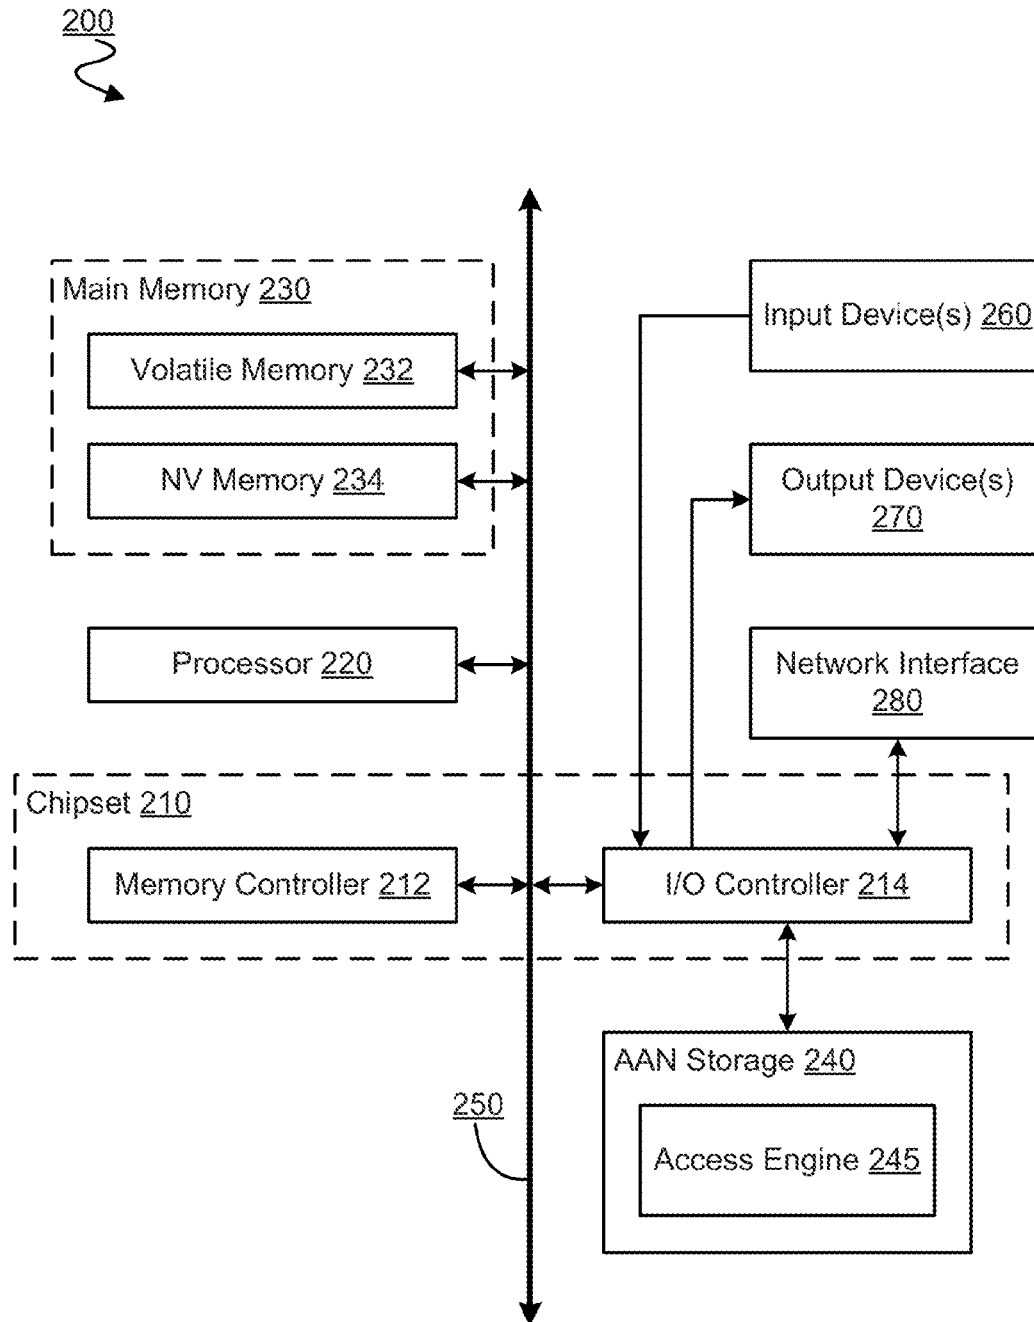 200
Main Memory 230
Volatile Memory 232
NV Memory 234
Processor 220
Input Device(s) 260
Output Device(s)
270
Network Interface
280
Chipset 210
Memory Controller 212
I/O Controller 214
AAN Storage 240
Access Engine 245
250